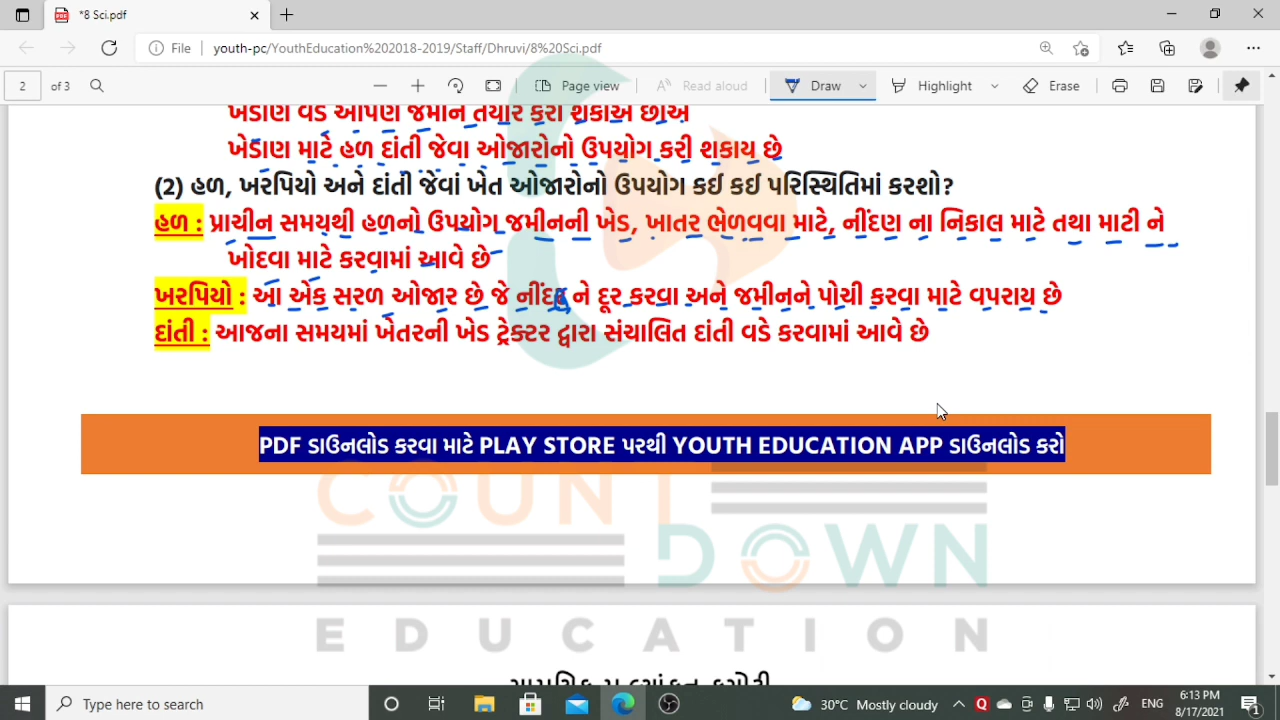 *8 Sci.pdf
File youth-pc/YouthEducation%202018-2019/Staff/Dhruvi/8%20Sci.pdf
2 of 3 Page view Read aloud Draw Highlight Erase
ખેડાણ વડે આપણે જમીન તૈયાર કરી શકીએ છીએ
ખેડાણ માટે હળ દાંતી જેવા ઓજારોનો ઉપયોગ કરી શકાય છે
(2) હળ, ખરપિયો અને દાંતી જેવાં ખેત ઓજારોનો ઉપયોગ કઈ કઈ પરિસ્થિતિમાં કરશો?
હળ : પ્રાચીન સમયથી હળનો ઉપયોગ જમીનની ખેડ, ખાતર ભેળવવા માટે, નીંદણ ના નિકાલ માટે તથા માટી ને
ખોદવા માટે કરવામાં આવે છે
ખરપિયો : આ એક સરળ ઓજાર છે જે નીંદણ ને દૂર કરવા અને જમીનને પોચી કરવા માટે વપરાય છે
દાંતી : આજના સમયમાં ખેતરની ખેડ ટ્રેક્ટર દ્વારા સંચાલિત દાંતી વડે કરવામાં આવે છે
PDF ડાઉનલોડ કરવા માટે PLAY STORE પરથી YOUTH EDUCATION APP ડાઉનલોડ કરો
COUNT
DOWN
EDUCATION
Type here to search 30°C Mostly cloudy ENG 6:13 PM
8/17/2021